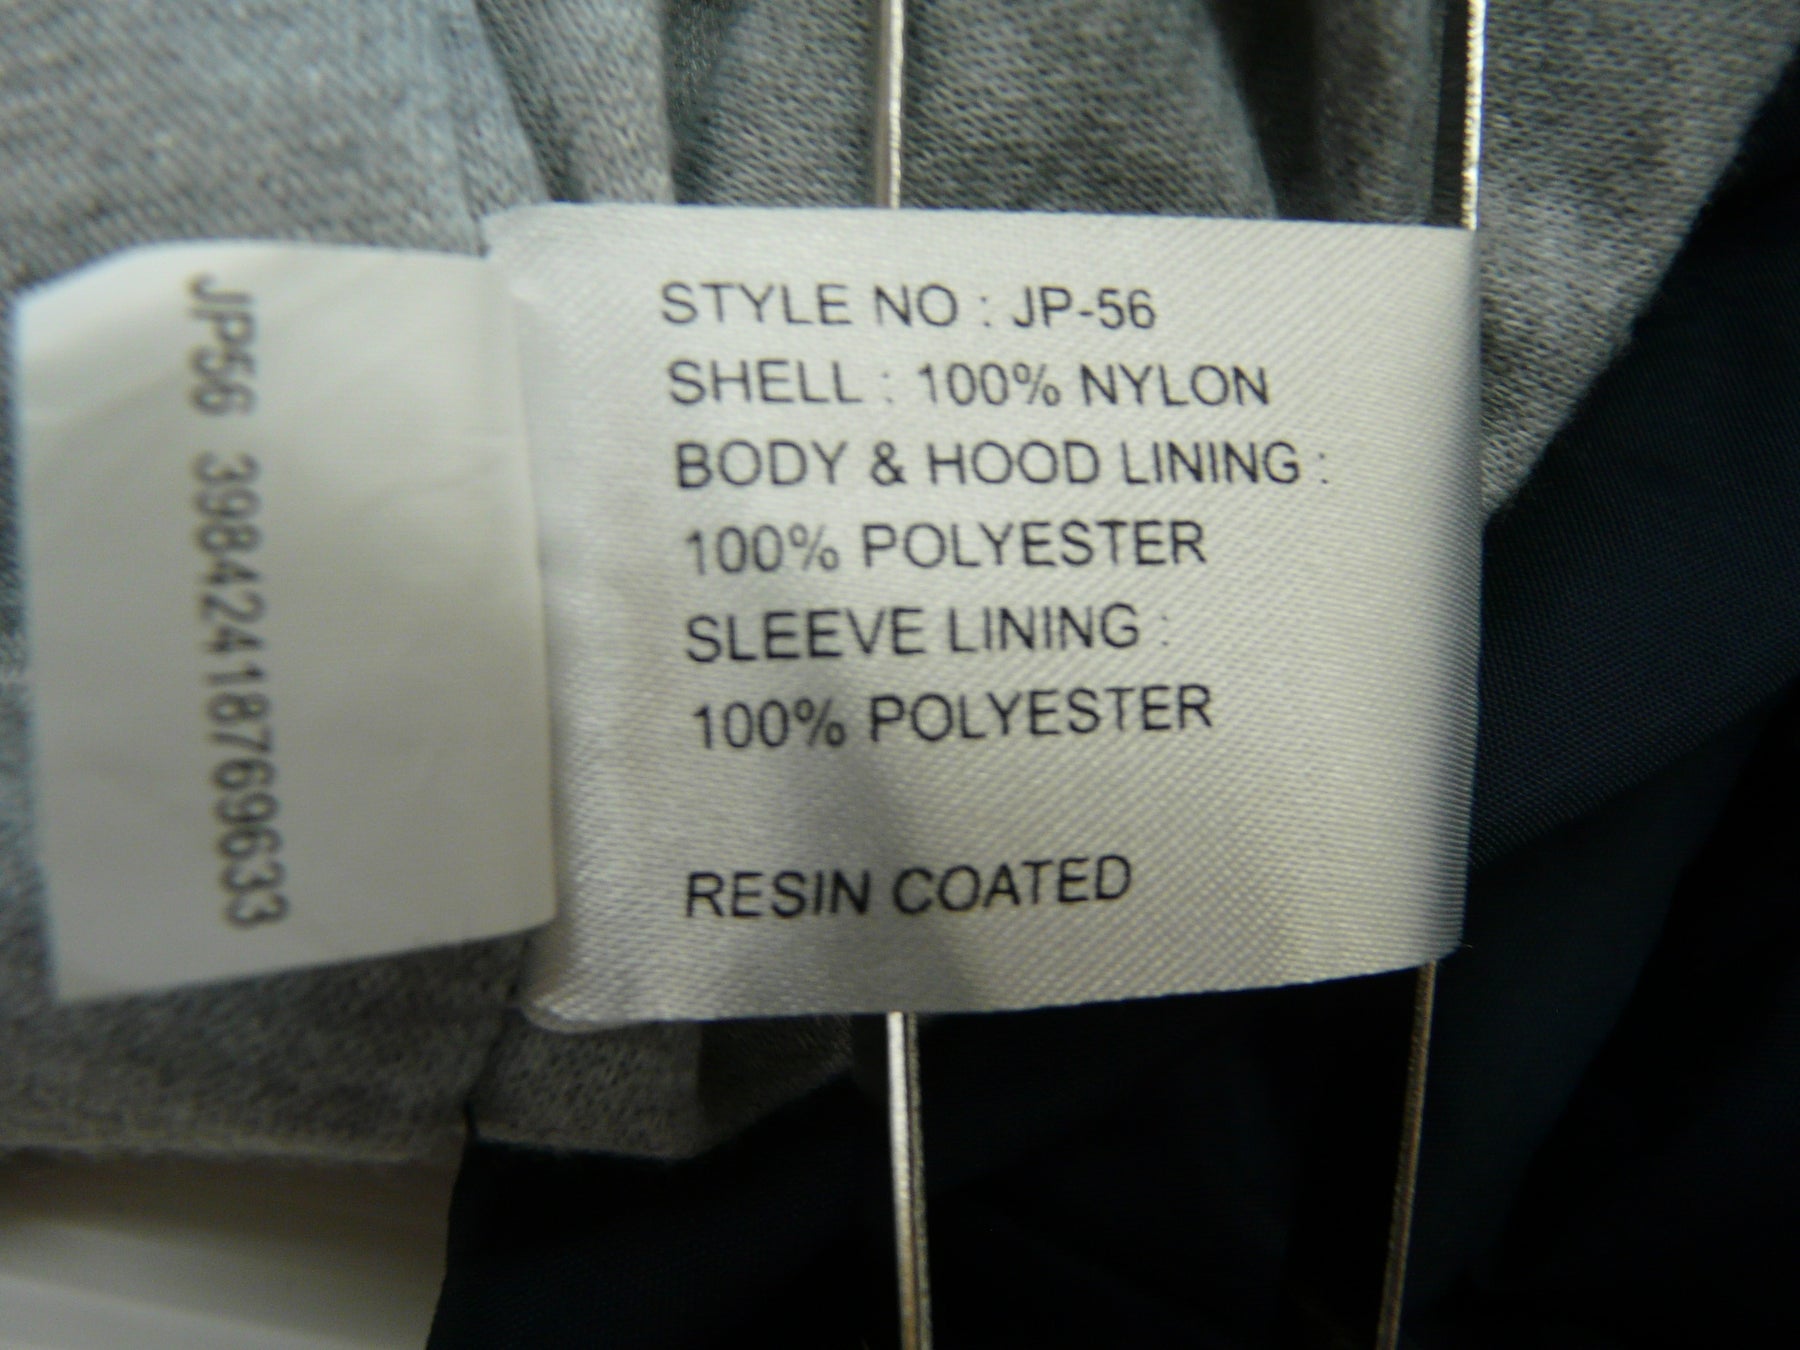 JP56 39842418769633
STYLE NO : JP-56
SHELL : 100% NYLON
BODY & HOOD LINING :
100% POLYESTER
SLEEVE LINING :
100% POLYESTER
RESIN COATED